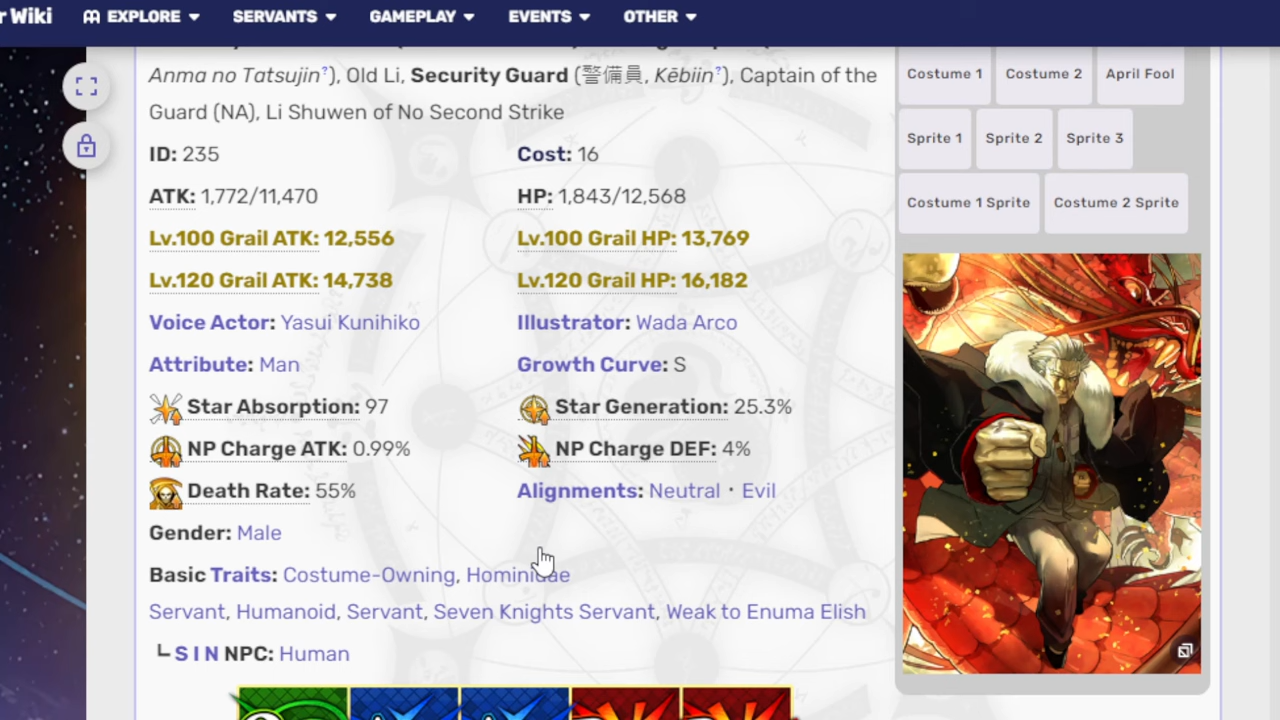 r Wiki EXPLORE SERVANTS GAMEPLAY EVENTS OTHER
Anma no Tatsujin?), Old Li, Security Guard (警備員, Kēbiin?), Captain of the
Guard (NA), Li Shuwen of No Second Strike
ID: 235 Cost: 16
ATK: 1,772/11,470 HP: 1,843/12,568
Lv.100 Grail ATK: 12,556 Lv.100 Grail HP: 13,769
Lv.120 Grail ATK: 14,738 Lv.120 Grail HP: 16,182
Voice Actor: Yasui Kunihiko Illustrator: Wada Arco
Attribute: Man Growth Curve: S
Star Absorption: 97 Star Generation: 25.3%
NP Charge ATK: 0.99% NP Charge DEF: 4%
Death Rate: 55% Alignments: Neutral・Evil
Gender: Male
Basic Traits: Costume-Owning, Hominidae
Servant, Humanoid, Servant, Seven Knights Servant, Weak to Enuma Elish
└ S I N NPC: Human
Costume 1 Costume 2 April Fool
Sprite 1 Sprite 2 Sprite 3
Costume 1 Sprite Costume 2 Sprite